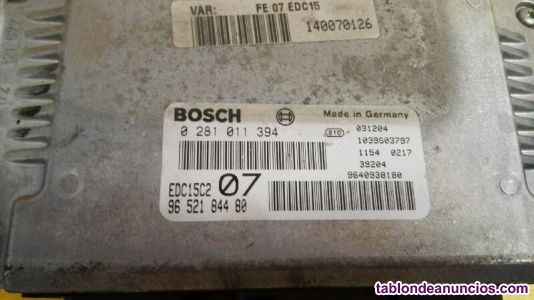 VAR: FE 07 EDC15
140070126
BOSCH
Made in Germany
0 281 011 394
S10
031204
1039S03797
1154 0217
39204
9640938180
EDC15C2 07
96 521 844 80
tablondeanuncios.com